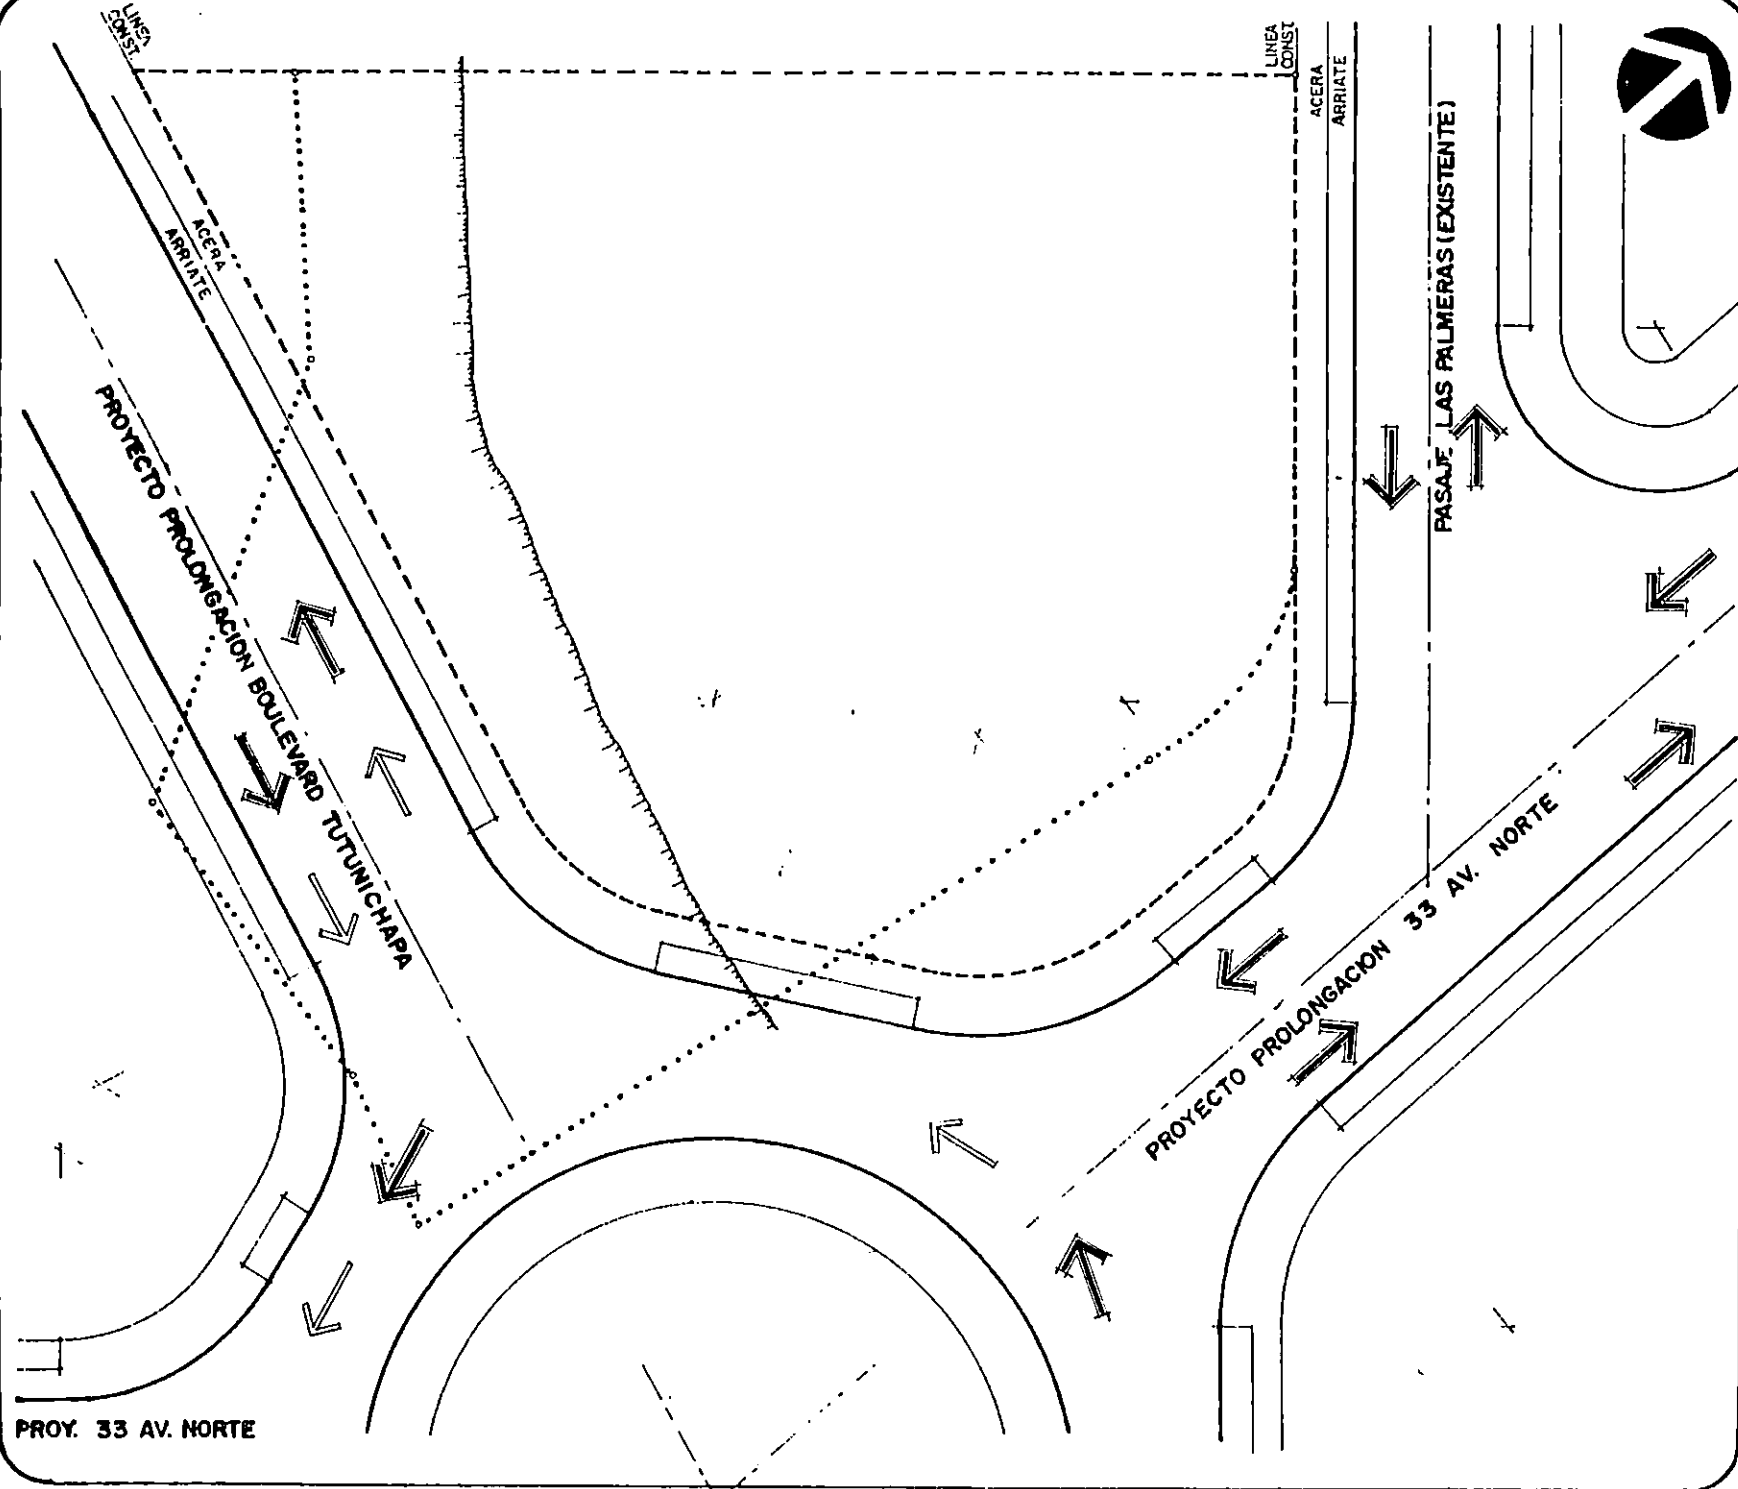 LINEA
CONST
LINEA
CONST
ACERA
ARRIATE
ACERA
ARRIATE
PASAJE LAS PALMERAS (EXISTENTE)
PROYECTO PROLONGACION BOULEVARD TUTUNICHAPA
PROYECTO PROLONGACION 33 AV. NORTE
PROY. 33 AV. NORTE